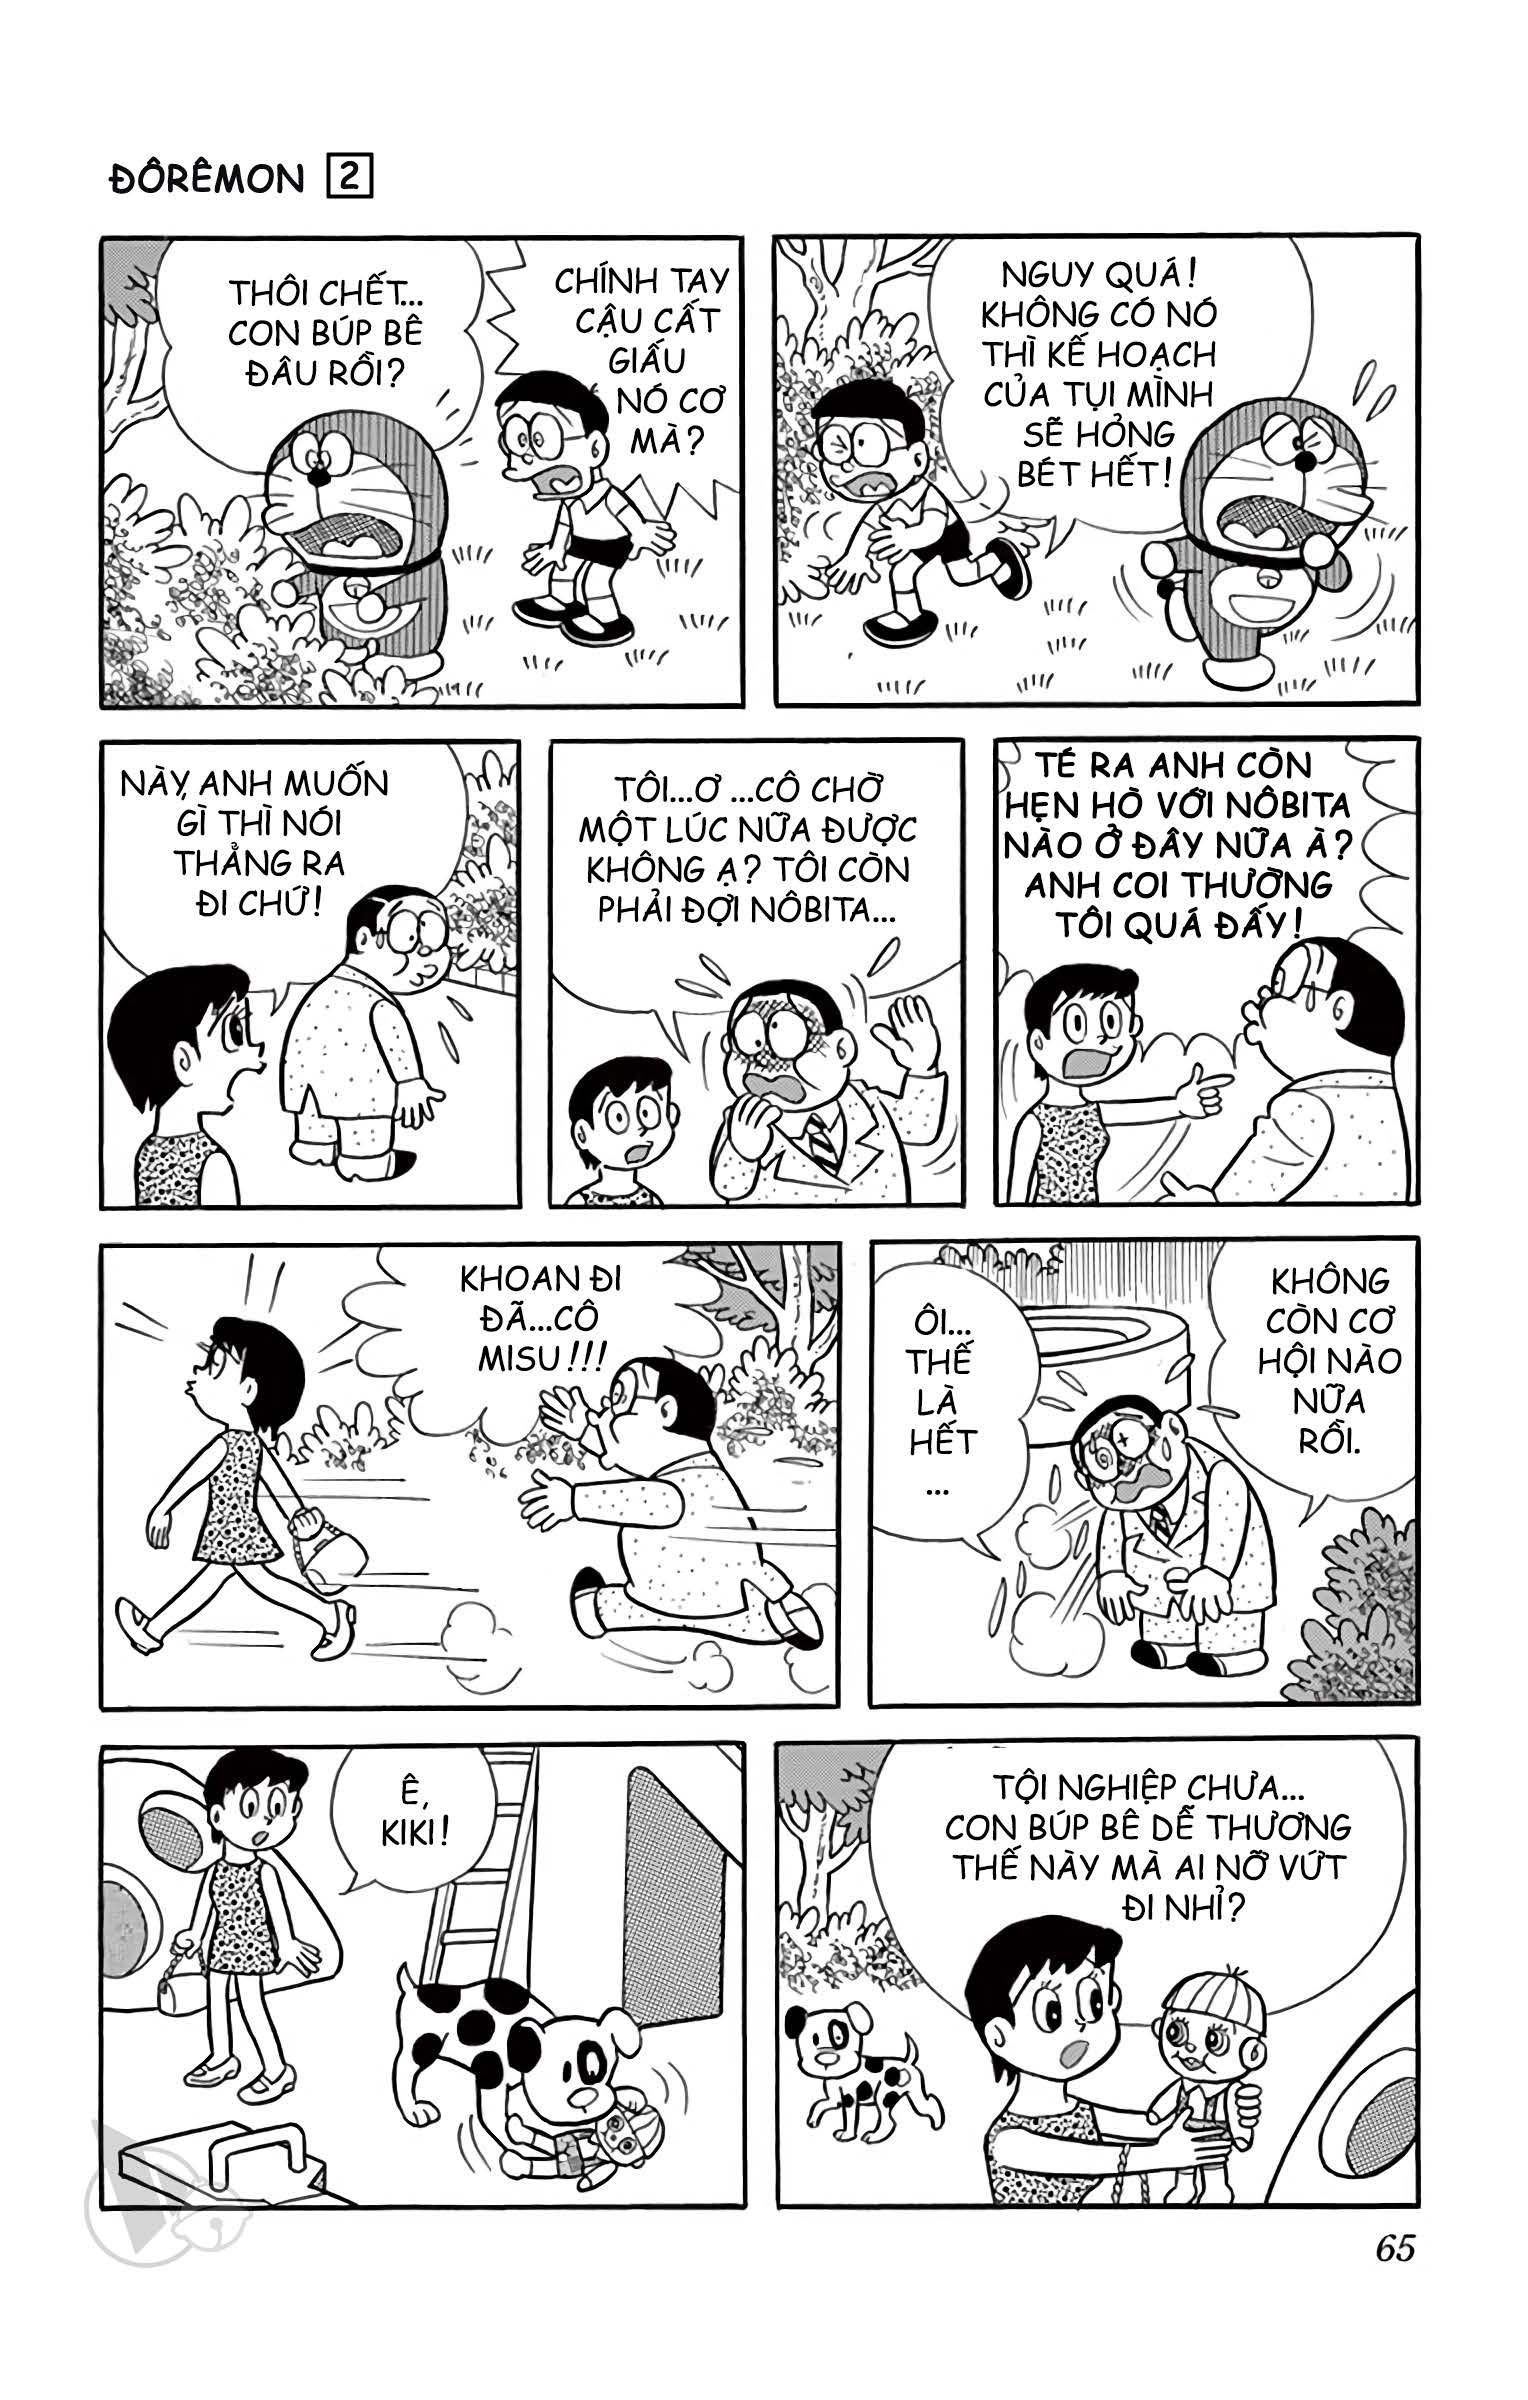 ĐÔRÊMON 2
THÔI CHẾT...
CON BÚP BÊ
ĐÂU RỒI?
CHÍNH TAY
CẬU CẤT
GIẤU
NÓ CƠ
MÀ?
NGUY QUÁ!
KHÔNG CÓ NÓ
THÌ KẾ HOẠCH
CỦA TỤI MÌNH
SẼ HỎNG
BÉT HẾT!
NÀY, ANH MUỐN
GÌ THÌ NÓI
THẲNG RA
ĐI CHỨ!
TÔI...Ơ ...CÔ CHỜ
MỘT LÚC NỮA ĐƯỢC
KHÔNG Ạ? TÔI CÒN
PHẢI ĐỢI NÔBITA...
TÉ RA ANH CÒN
HẸN HÒ VỚI NÔBITA
NÀO Ở ĐÂY NỮA À?
ANH COI THƯỜNG
TÔI QUÁ ĐẤY!
KHOAN ĐI
ĐÃ...CÔ
MISU!!!
ÔI...
THẾ
LÀ
HẾT
...
KHÔNG
CÒN CƠ
HỘI NÀO
NỮA
RỒI.
Ê,
KIKI!
TỘI NGHIỆP CHƯA...
CON BÚP BÊ DỄ THƯƠNG
THẾ NÀY MÀ AI NỠ VỨT
ĐI NHỈ?
65